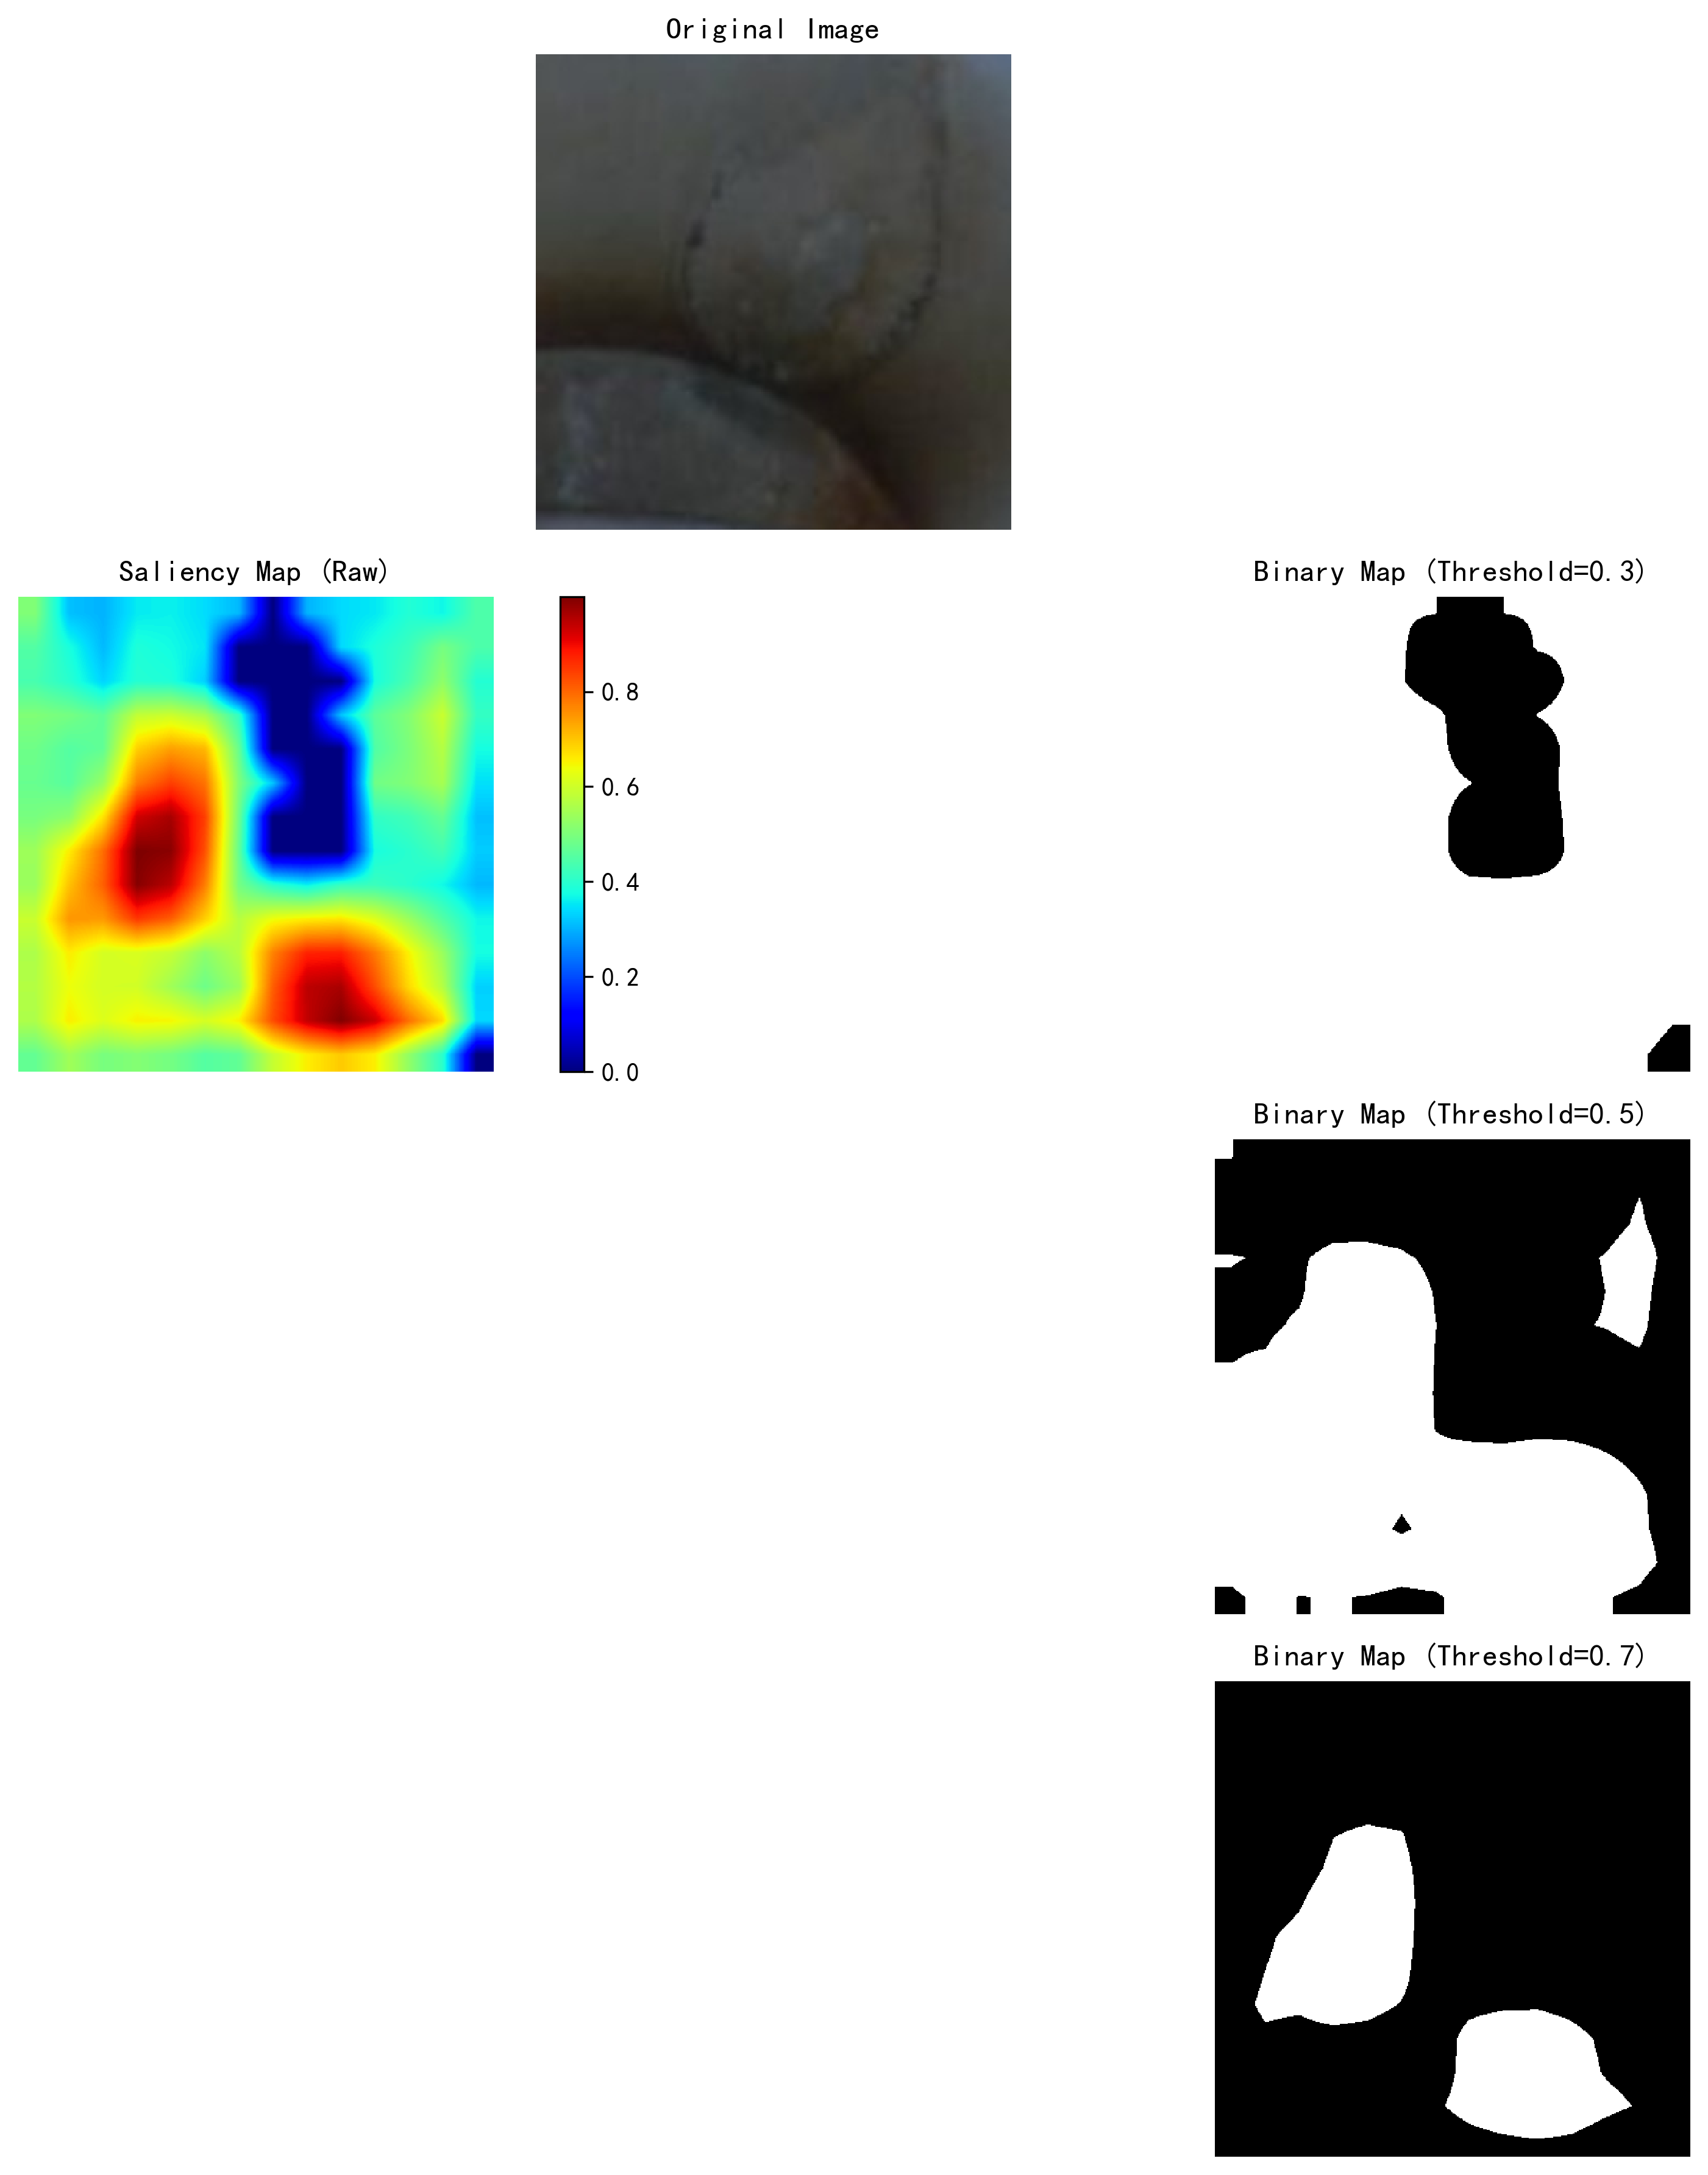 Original Image
Saliency Map (Raw)
Binary Map (Threshold=0.3)
0.8
0.6
0.4
0.2
0.0
Binary Map (Threshold=0.5)
Binary Map (Threshold=0.7)